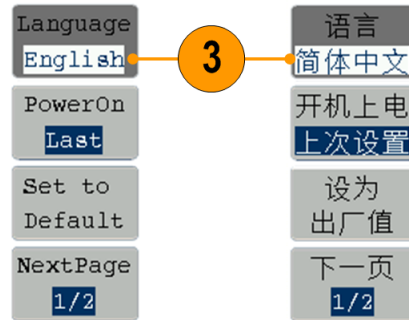 Language
English
PowerOn
Last
Set to
Default
NextPage
1/2
3
语言
简体中文
开机上电
上次设置
设为
出厂值
下一页
1/2